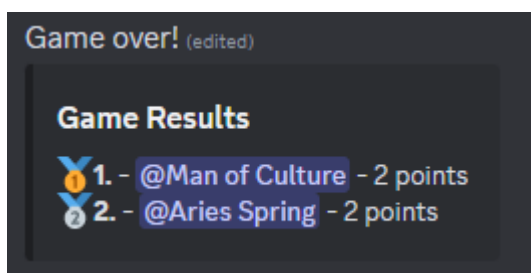 Game over! (edited)
Game Results
🥇1. - @Man of Culture - 2 points
🥈2. - @Aries Spring - 2 points